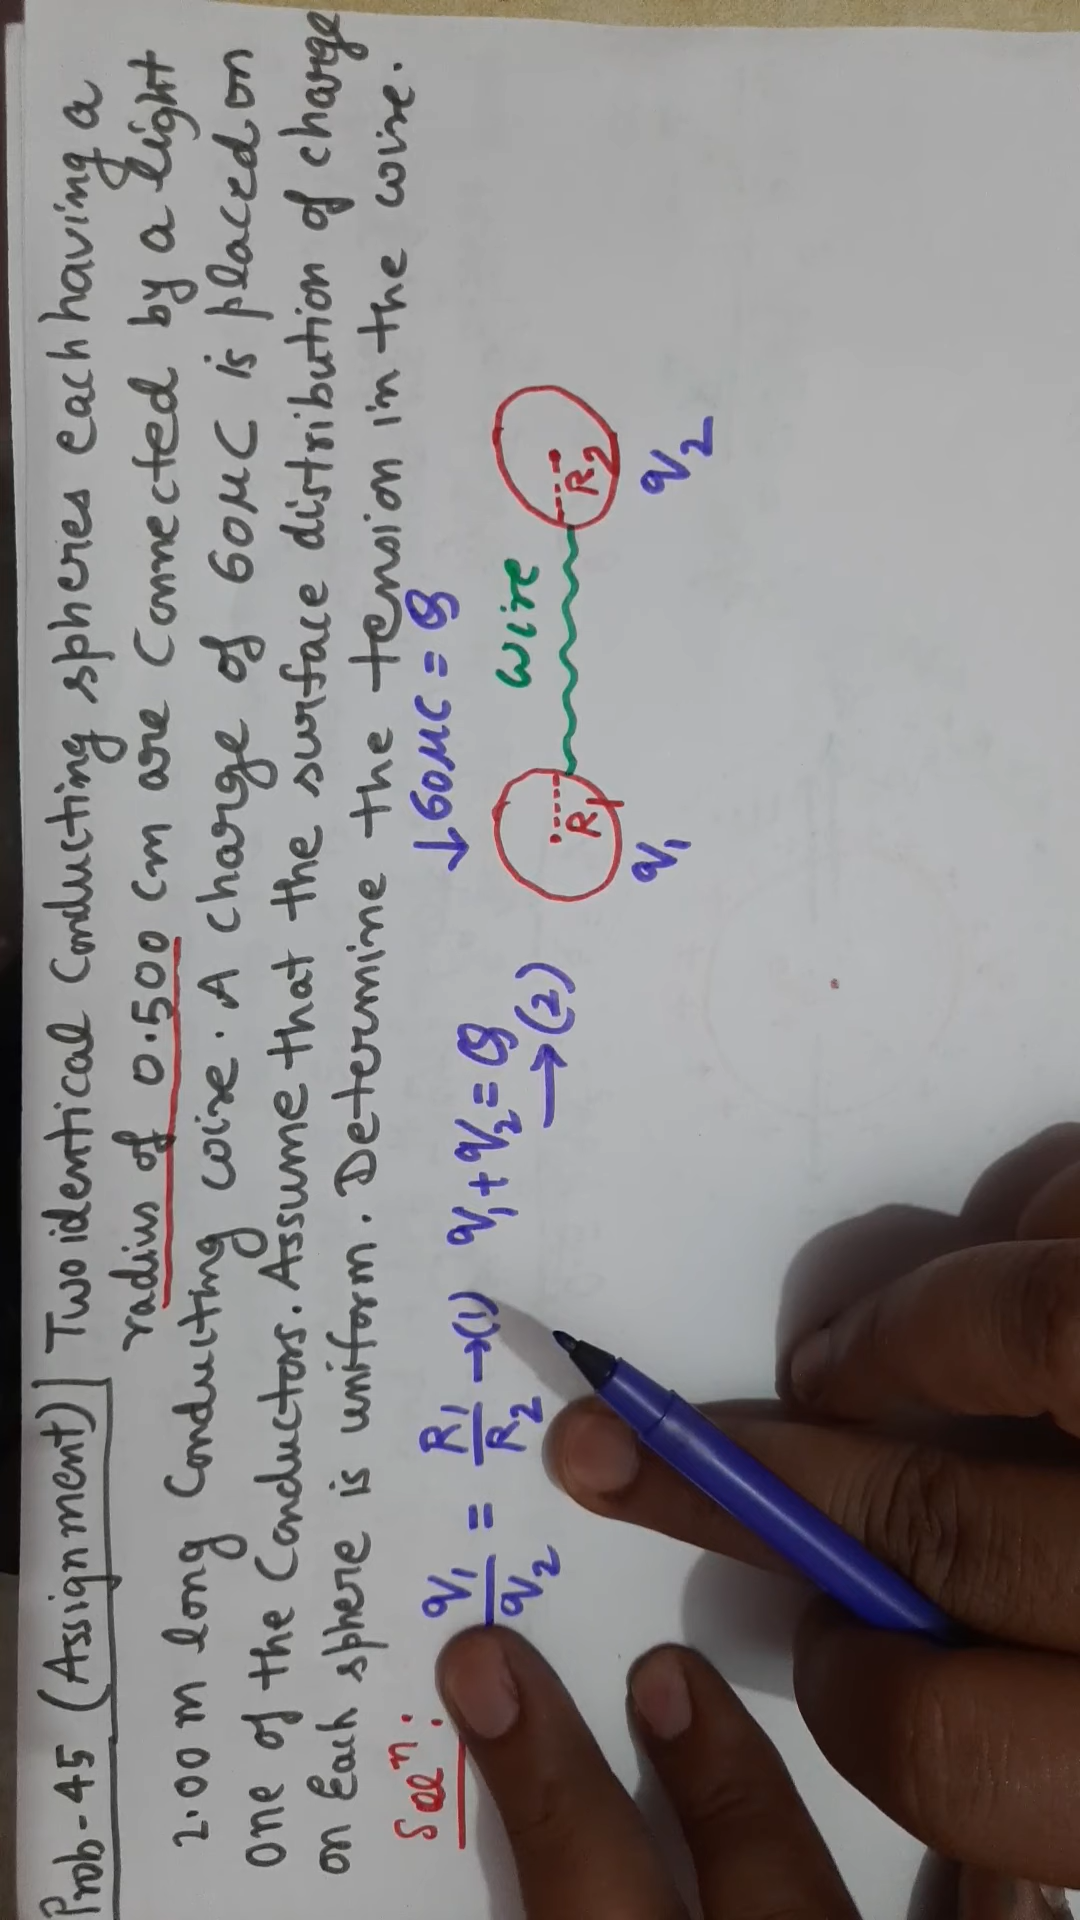 Prob-45 (Assignment)] Two identical Conducting spheries each having a
radius of 0.500 cm are Connected by a light
2.00 m long Conducting wire. A charge of 60μC is placed on
one of the Conductors. Assume that the surface distribution of charge
on Each sphere is uniform. Determine the tension in the wire.
Solⁿ:
q₁/q₂ = R₁/R₂ →(1) q₁+q₂=Q
→(2)
↓60μC = Q
Wire
R₁
R₂
q₁
q₂